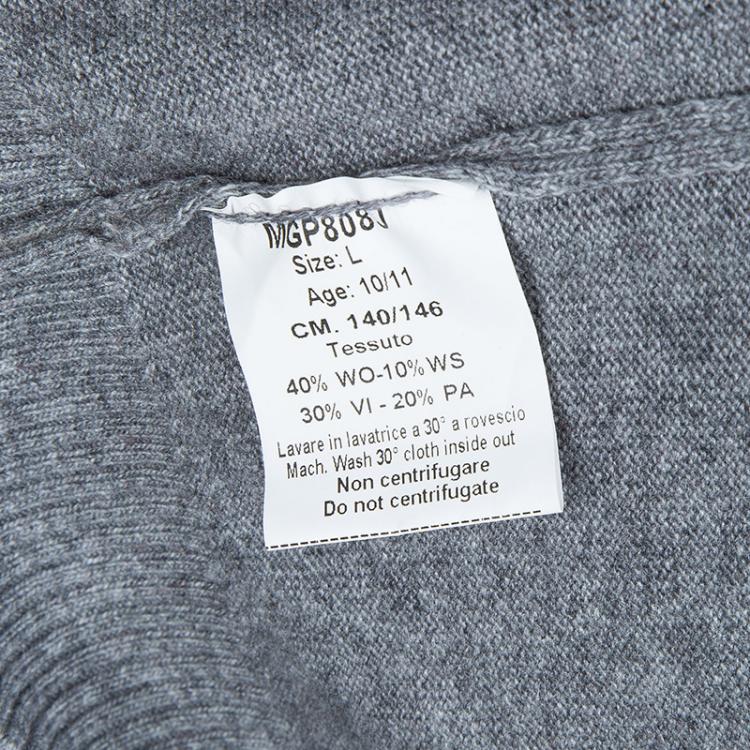 MGP808J
Size: L
Age: 10/11
CM. 140/146
Tessuto
40% WO-10% WS
30% VI - 20% PA
Lavare in lavatrice a 30° a rovescio
Mach. Wash 30° cloth inside out
Non centrifugare
Do not centrifugate